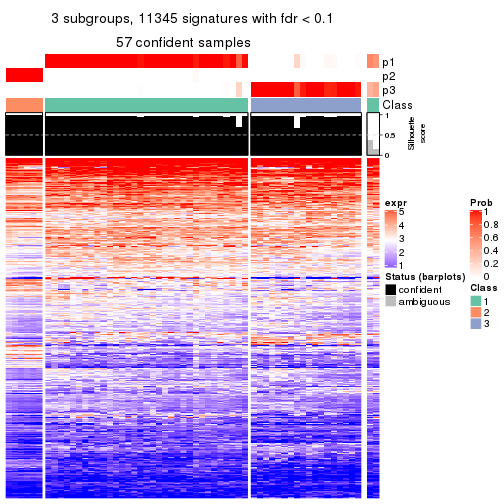 3 subgroups, 11345 signatures with fdr < 0.1
57 confident samples
p1
p2
p3
Class
1
0.5
0
Silhouette
score
expr
5
4
3
2
1
Status (barplots)
confident
ambiguous
Prob
1
0.8
0.6
0.4
0.2
0
Class
1
2
3